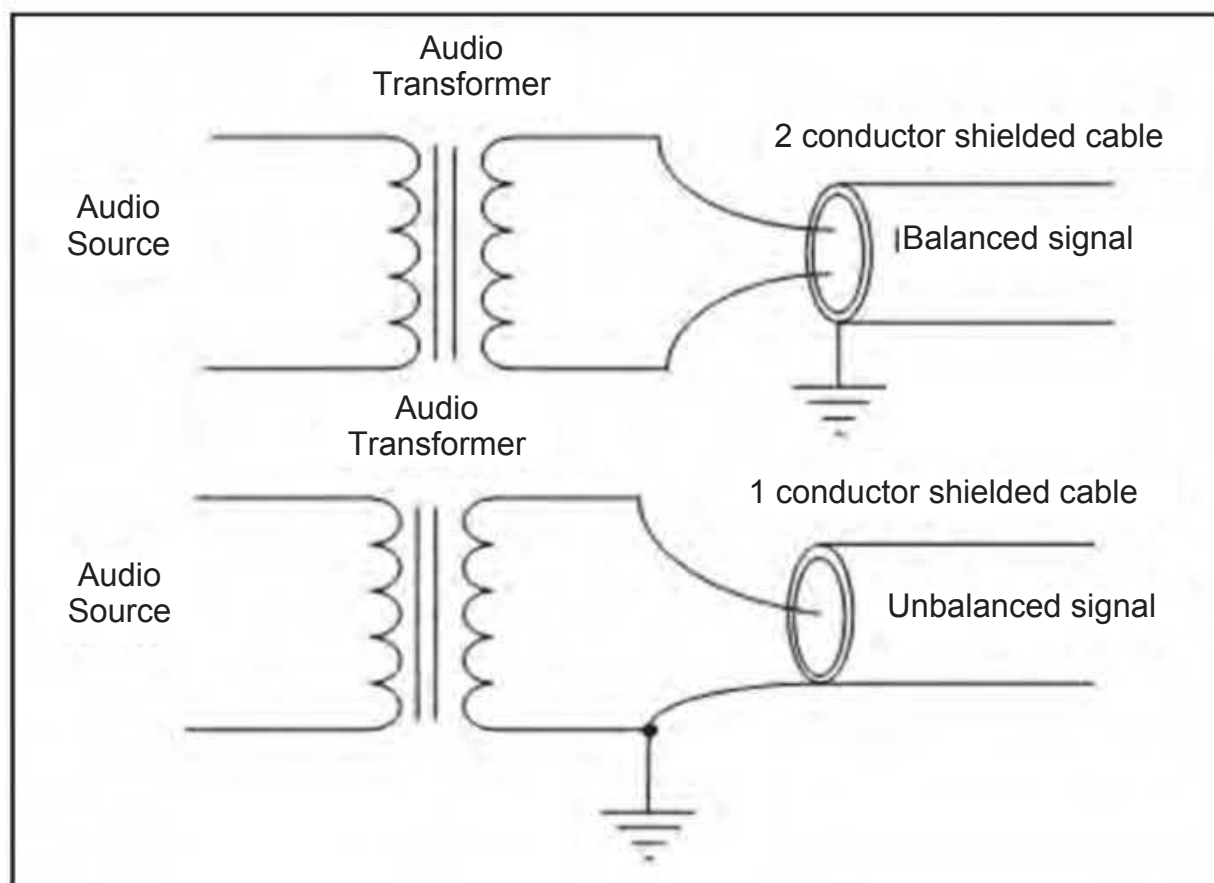 Audio
Transformer
2 conductor shielded cable
Audio
Source
Balanced signal
Audio
Transformer
1 conductor shielded cable
Audio
Source
Unbalanced signal